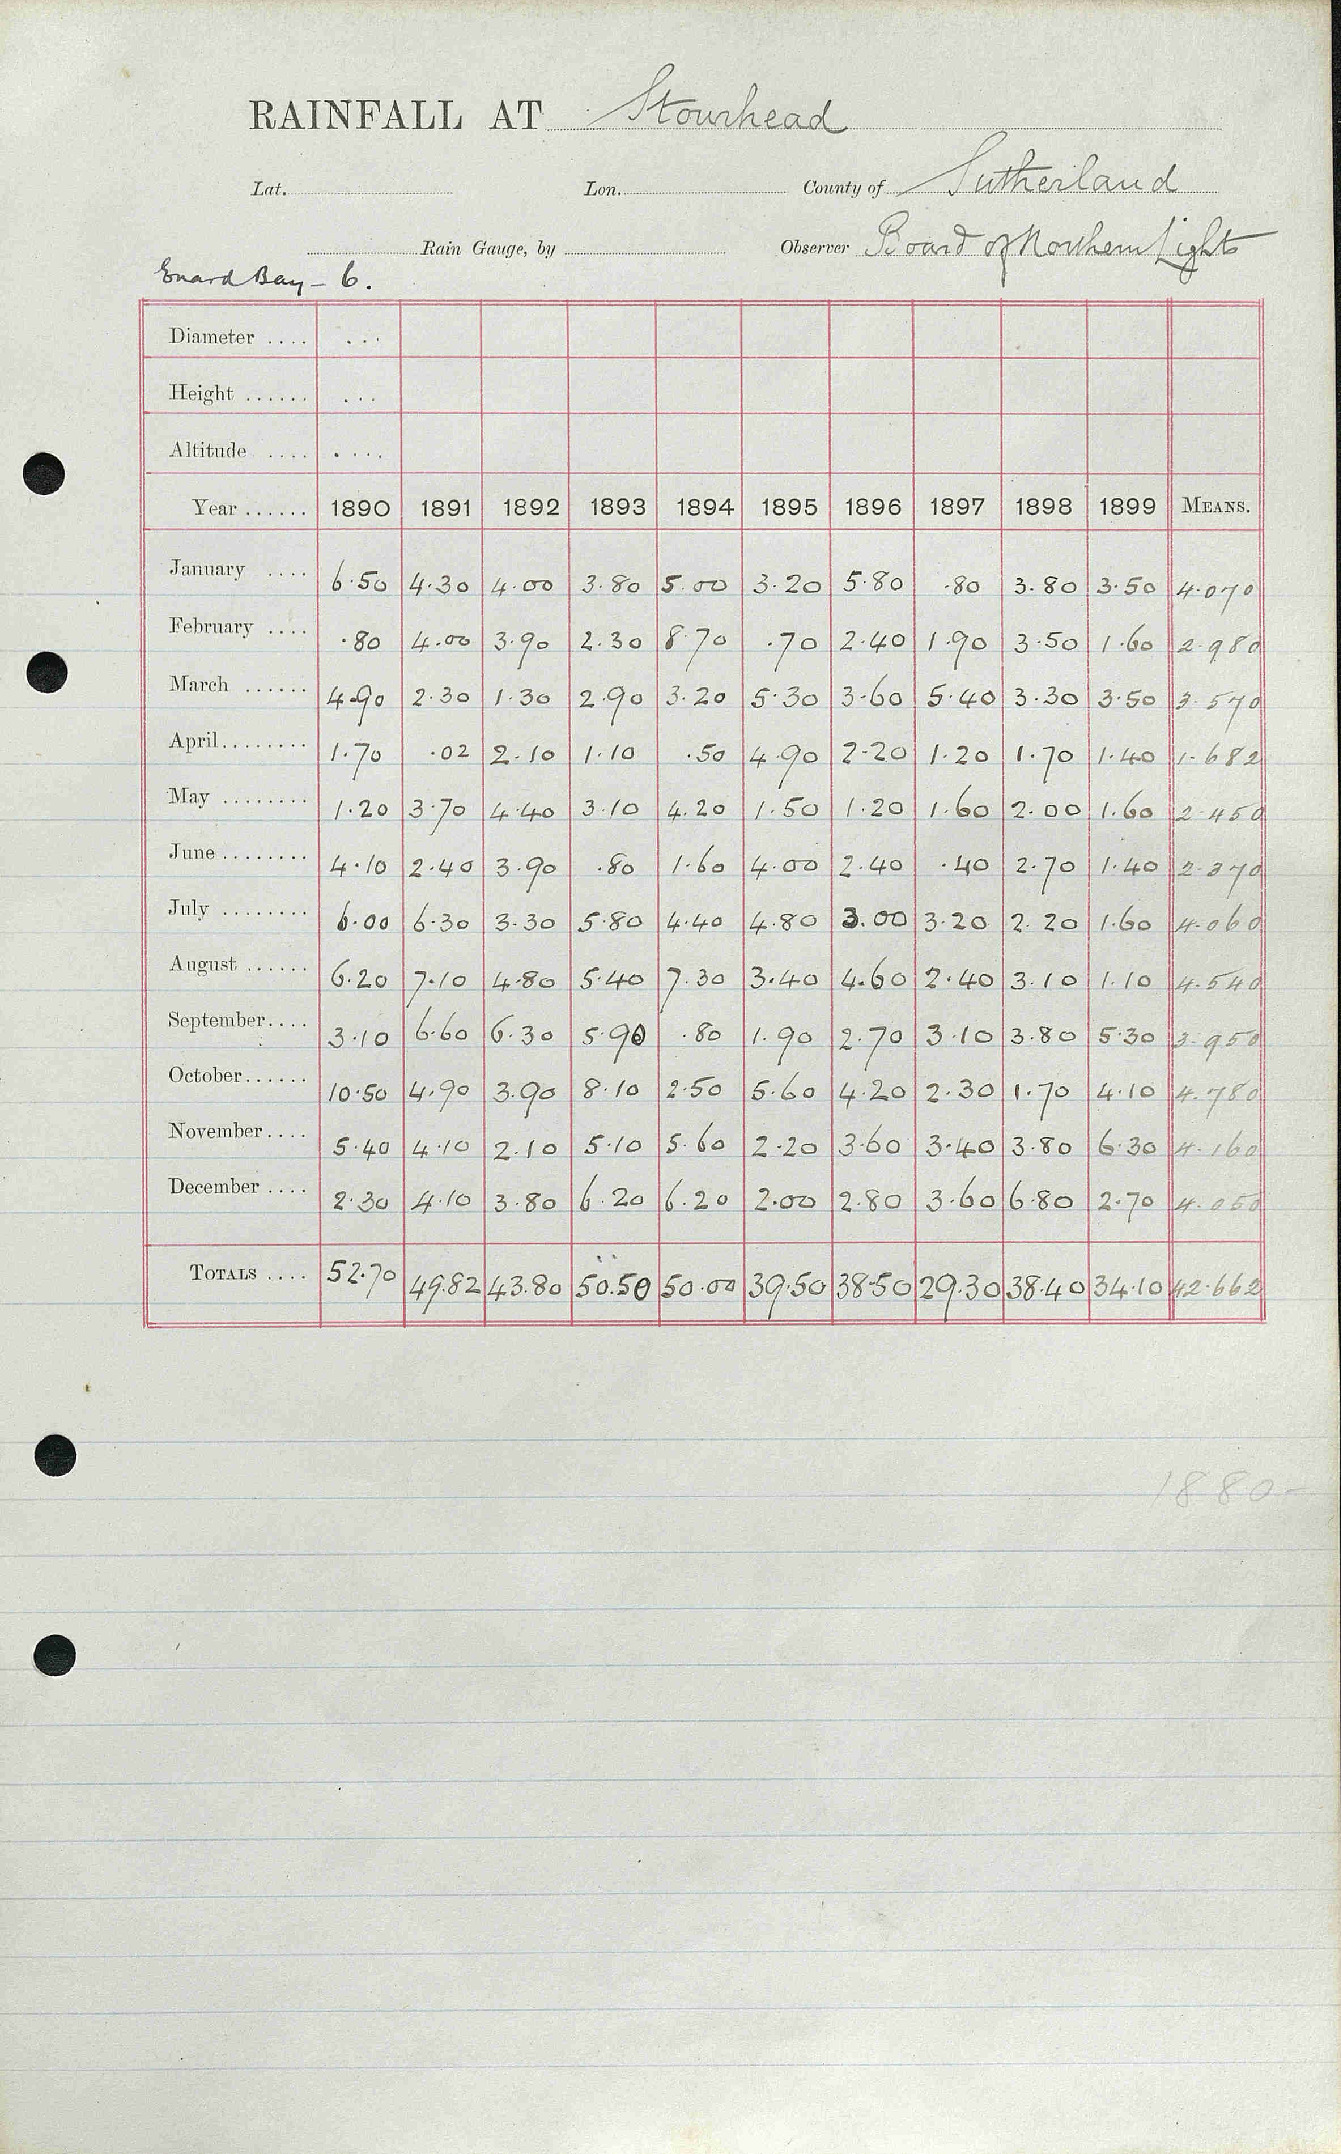 RAINFALL AT Stourhead
Lat. Lon. County of Sutherland
Rain Gauge, by Observer Board of Northern Lights
Enard Bay - 6.
Diameter .... ...
Height ...... ...
Altitude .... ....
Year ...... 1890 1891 1892 1893 1894 1895 1896 1897 1898 1899 MEANS.
January .... 6.50 4.30 4.00 3.80 5.00 3.20 5.80 .80 3.80 3.50 4.070
February .... .80 4.00 3.90 2.30 8.70 .70 2.40 1.90 3.50 1.60 2.980
March ...... 4.90 2.30 1.30 2.90 3.20 5.30 3.60 5.40 3.30 3.50 3.570
April........ 1.70 .02 2.10 1.10 .50 4.90 2.20 1.20 1.70 1.40 1.682
May ........ 1.20 3.70 4.40 3.10 4.20 1.50 1.20 1.60 2.00 1.60 2.450
June ........ 4.10 2.40 3.90 .80 1.60 4.00 2.40 .40 2.70 1.40 2.370
July ........ 6.00 6.30 3.30 5.80 4.40 4.80 3.00 3.20 2.20 1.60 4.060
August ...... 6.20 7.10 4.80 5.40 7.30 3.40 4.60 2.40 3.10 1.10 4.540
September.... 3.10 6.60 6.30 5.90 .80 1.90 2.70 3.10 3.80 5.30 3.950
October...... 10.50 4.90 3.90 8.10 2.50 5.60 4.20 2.30 1.70 4.10 4.780
November.... 5.40 4.10 2.10 5.10 5.60 2.20 3.60 3.40 3.80 6.30 4.160
December .... 2.30 4.10 3.80 6.20 6.20 2.00 2.80 3.60 6.80 2.70 4.050
TOTALS .... 52.70 49.82 43.80 50.50 50.00 39.50 38.50 29.30 38.40 34.10 42.662
1880-